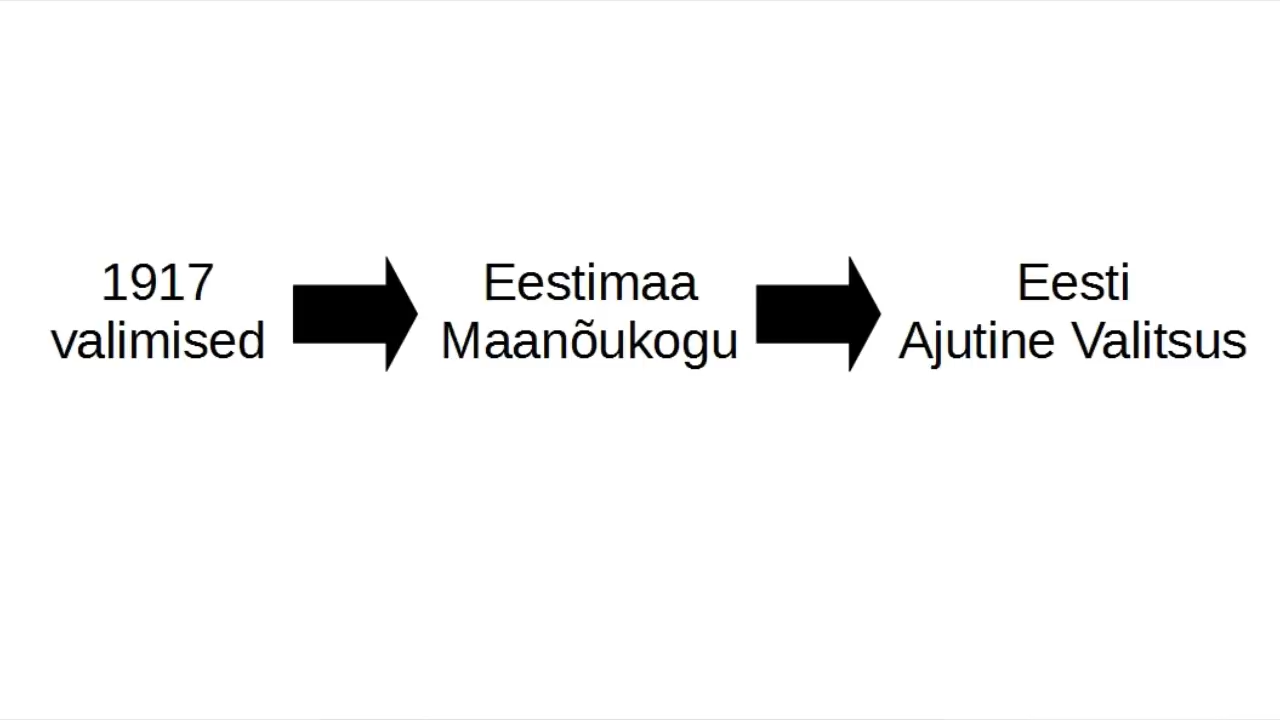 1917
valimised
Eestimaa
Maanõukogu
Eesti
Ajutine Valitsus